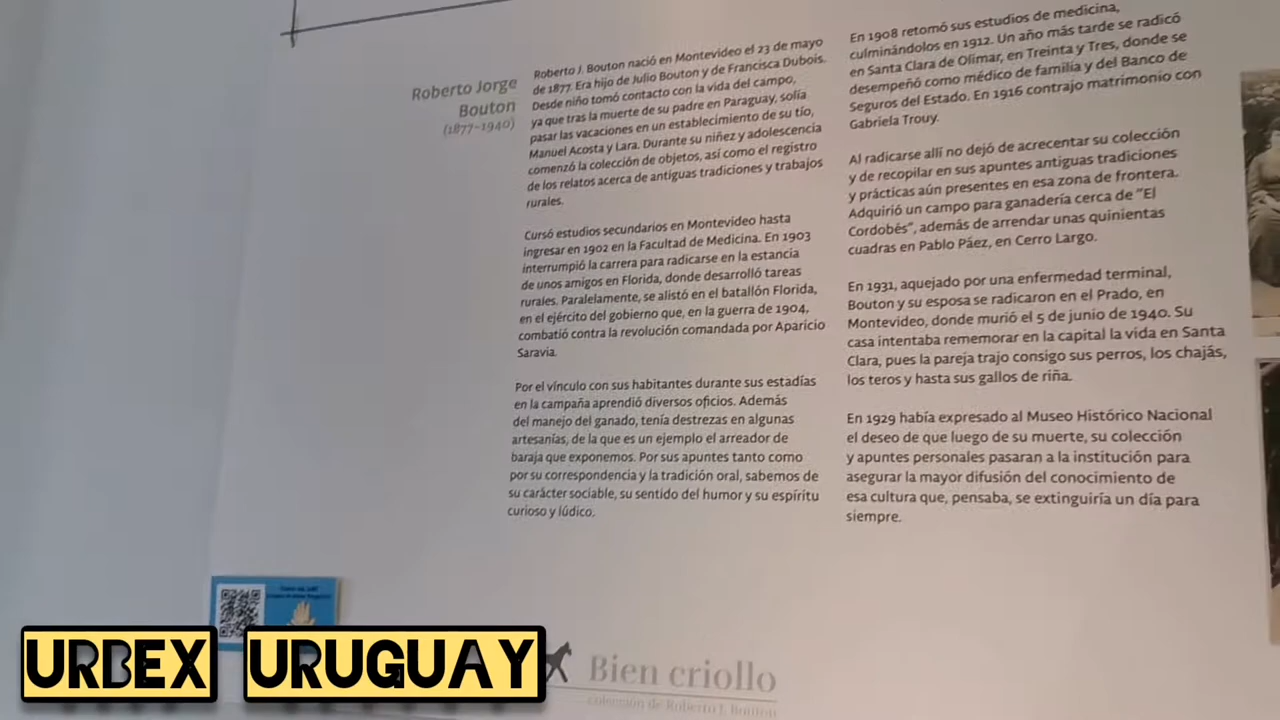 Roberto Jorge
Bouton
(1877-1940)
Roberto J. Bouton nació en Montevideo el 23 de mayo
de 1877. Era hijo de Julio Bouton y de Francisca Dubois.
Desde niño tomó contacto con la vida del campo,
ya que tras la muerte de su padre en Paraguay, solía
pasar las vacaciones en un establecimiento de su tío,
Manuel Acosta y Lara. Durante su niñez y adolescencia
comenzó la colección de objetos, así como el registro
de los relatos acerca de antiguas tradiciones y trabajos
rurales.
Cursó estudios secundarios en Montevideo hasta
ingresar en 1902 en la Facultad de Medicina. En 1903
interrumpió la carrera para radicarse en la estancia
de unos amigos en Florida, donde desarrolló tareas
rurales. Paralelamente, se alistó en el batallón Florida,
en el ejército del gobierno que, en la guerra de 1904,
combatió contra la revolución comandada por Aparicio
Saravia.
Por el vínculo con sus habitantes durante sus estadías
en la campaña aprendió diversos oficios. Además
del manejo del ganado, tenía destrezas en algunas
artesanías, de la que es un ejemplo el arreador de
baraja que exponemos. Por sus apuntes tanto como
por su correspondencia y la tradición oral, sabemos de
su carácter sociable, su sentido del humor y su espíritu
curioso y lúdico.
En 1908 retomó sus estudios de medicina,
culminándolos en 1912. Un año más tarde se radicó
en Santa Clara de Olimar, en Treinta y Tres, donde se
desempeñó como médico de familia y del Banco de
Seguros del Estado. En 1916 contrajo matrimonio con
Gabriela Trouy.
Al radicarse allí no dejó de acrecentar su colección
y de recopilar en sus apuntes antiguas tradiciones
y prácticas aún presentes en esa zona de frontera.
Adquirió un campo para ganadería cerca de "El
Cordobés", además de arrendar unas quinientas
cuadras en Pablo Páez, en Cerro Largo.
En 1931, aquejado por una enfermedad terminal,
Bouton y su esposa se radicaron en el Prado, en
Montevideo, donde murió el 5 de junio de 1940. Su
casa intentaba rememorar en la capital la vida en Santa
Clara, pues la pareja trajo consigo sus perros, los chajás,
los teros y hasta sus gallos de riña.
En 1929 había expresado al Museo Histórico Nacional
el deseo de que luego de su muerte, su colección
y apuntes personales pasaran a la institución para
asegurar la mayor difusión del conocimiento de
esa cultura que, pensaba, se extinguiría un día para
siempre.
URBEX URUGUAY
Bien criollo
colección de Roberto J. Bouton